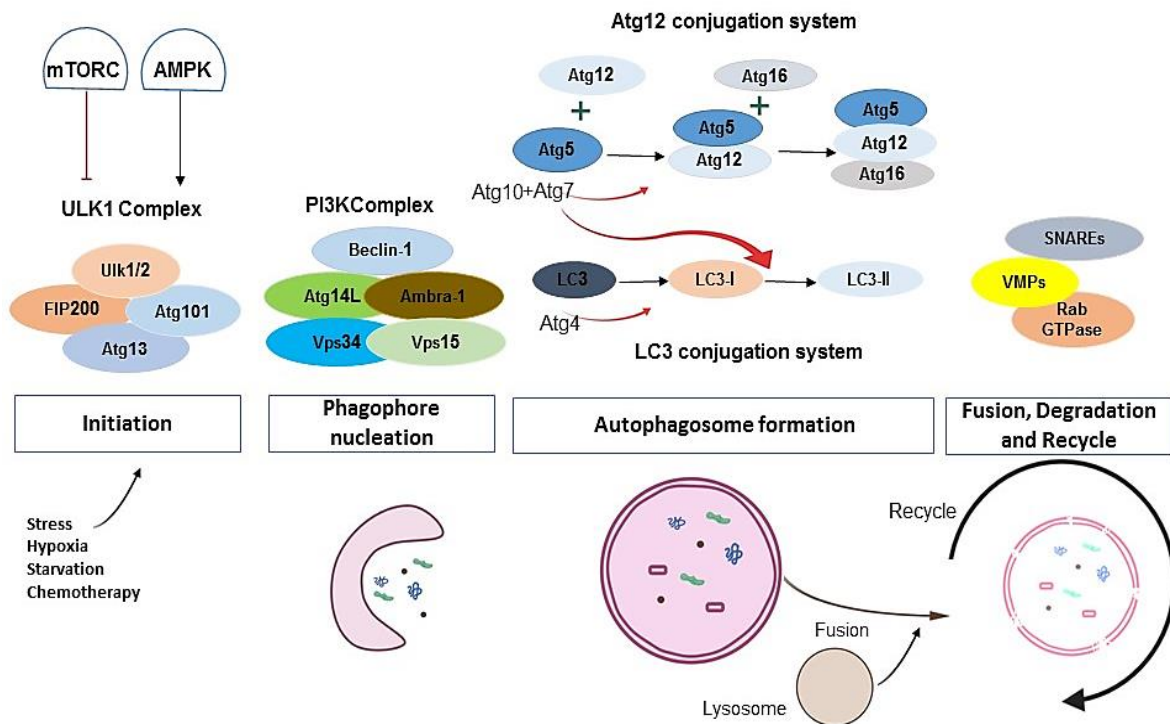 mTORC
AMPK
ULK1 Complex
Ulk1/2
FIP200
Atg101
Atg13
Initiation
Stress
Hypoxia
Starvation
Chemotherapy
PI3KComplex
Beclin-1
Atg14L
Ambra-1
Vps34
Vps15
Phagophore
nucleation
Atg12 conjugation system
Atg12
+
Atg5
Atg16
+
Atg5
Atg12
Atg5
Atg12
Atg16
Atg10+Atg7
LC3
LC3-I
LC3-II
Atg4
LC3 conjugation system
Autophagosome formation
Fusion
Lysosome
SNAREs
VMPs
Rab
GTPase
Fusion, Degradation
and Recycle
Recycle